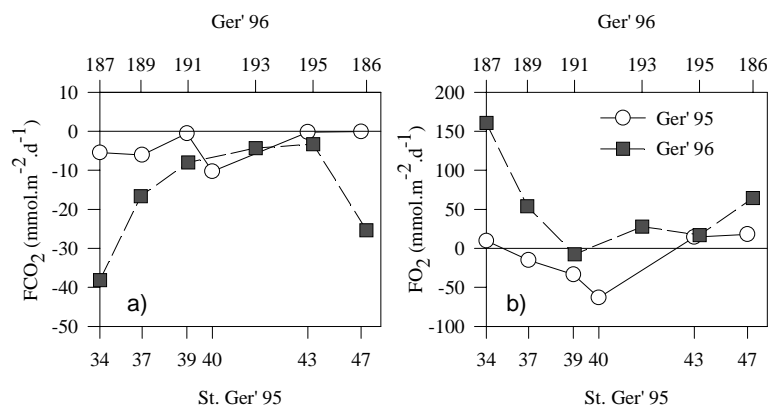 Ger' 96
187 189 191 193 195 186
10
0
-10
-20
-30
-40
-50
FCO2 (mmol.m-2.d-1)
a)
34 37 39 40 43 47
Ger' 96
187 189 191 193 195 186
200
150
100
50
0
-50
-100
FO2 (mmol.m-2.d-1)
Ger' 95
Ger' 96
b)
34 37 39 40 43 47
St. Ger' 95